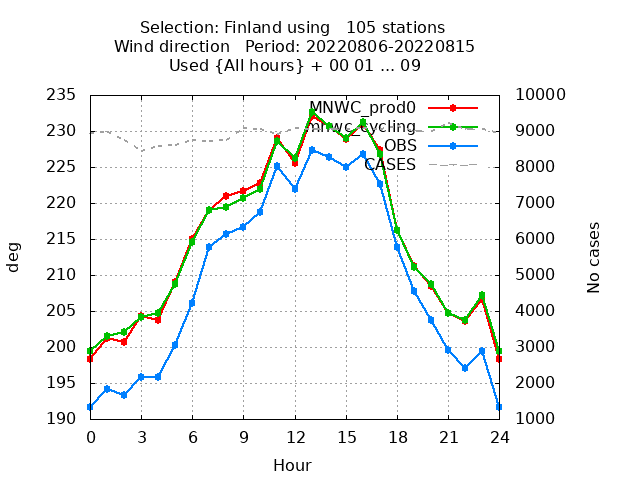 Selection: Finland using   105 stations
Wind direction   Period: 20220806-20220815
Used {All hours} + 00 01 ... 09
235
230
225
220
215
210
205
200
195
190
10000
9000
8000
7000
6000
5000
4000
3000
2000
1000
MNWC_prod0
mnwc_cycling
OBS
CASES
deg
No cases
0 3 6 9 12 15 18 21 24
Hour